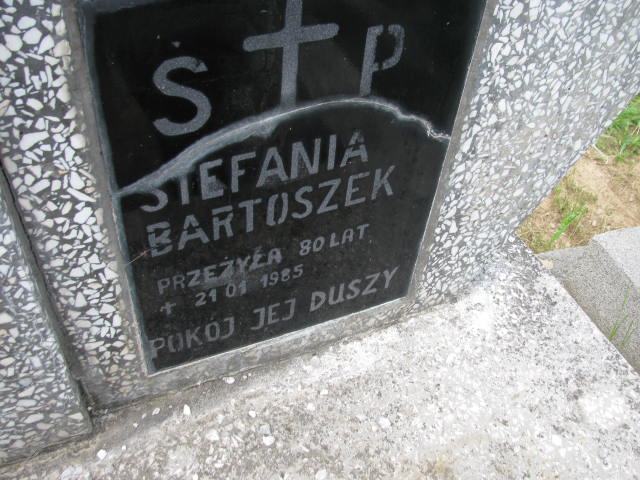 Ś P
STEFANIA
BARTOSZEK
PRZEŻYŁA 80 LAT
+ 21 01 1985
POKÓJ JEJ DUSZY